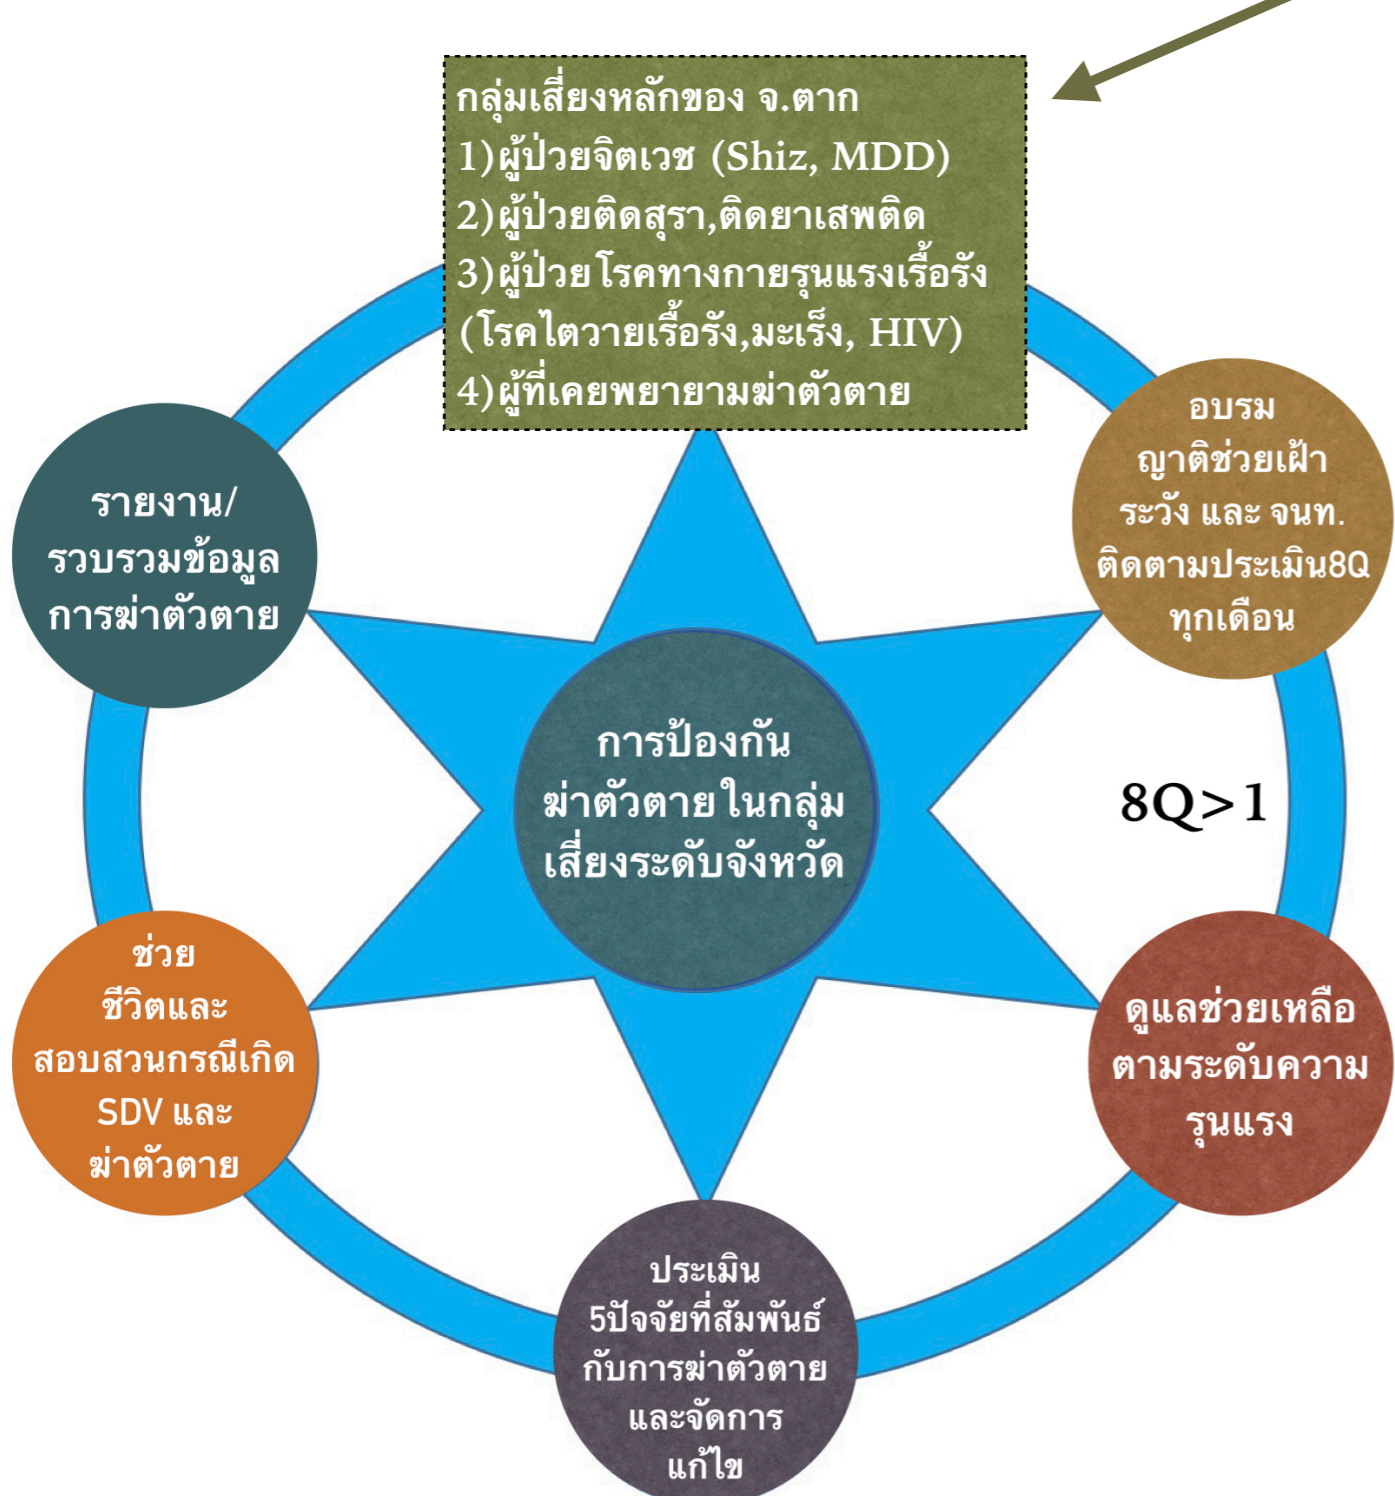 กลุ่มเสี่ยงหลักของ จ.ตาก
1)ผู้ป่วยจิตเวช (Shiz, MDD)
2)ผู้ป่วยติดสุรา,ติดยาเสพติด
3)ผู้ป่วยโรคทางกายรุนแรงเรื้อรัง
(โรคไตวายเรื้อรัง,มะเร็ง, HIV)
4)ผู้ที่เคยพยายามฆ่าตัวตาย
อบรม
ญาติช่วยเฝ้า
ระวัง และ จนท.
ติดตามประเมิน8Q
ทุกเดือน
8Q>1
ดูแลช่วยเหลือ
ตามระดับความ
รุนแรง
ประเมิน
5ปัจจัยที่สัมพันธ์
กับการฆ่าตัวตาย
และจัดการ
แก้ไข
ช่วย
ชีวิตและ
สอบสวนกรณีเกิด
SDV และ
ฆ่าตัวตาย
รายงาน/
รวบรวมข้อมูล
การฆ่าตัวตาย
การป้องกัน
ฆ่าตัวตายในกลุ่ม
เสี่ยงระดับจังหวัด